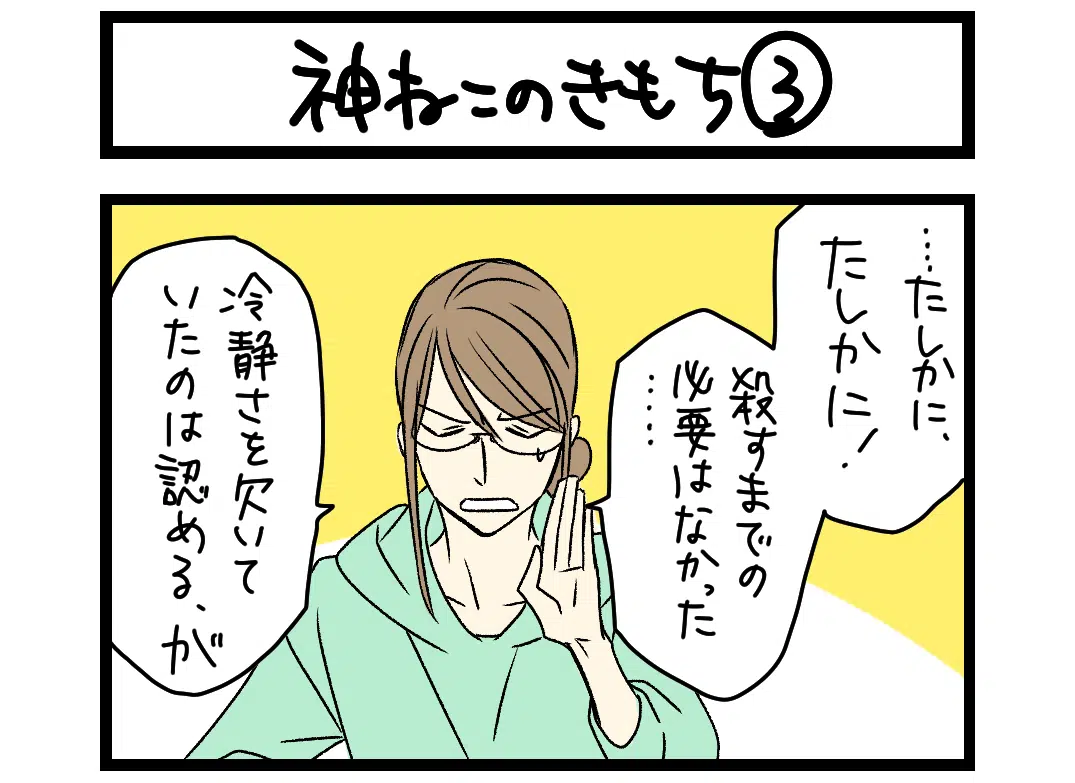 神ねこのきもち③
…たしかに、
たしかに！
殺すまでの
必要はなかった
……
冷静さを欠いて
いたのは認める、が